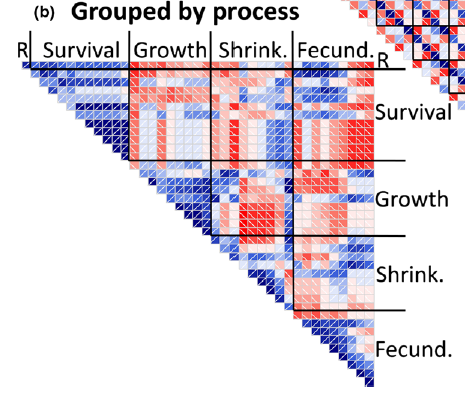 (b) Grouped by process
R Survival Growth Shrink. Fecund.
R
Survival
Growth
Shrink.
Fecund.